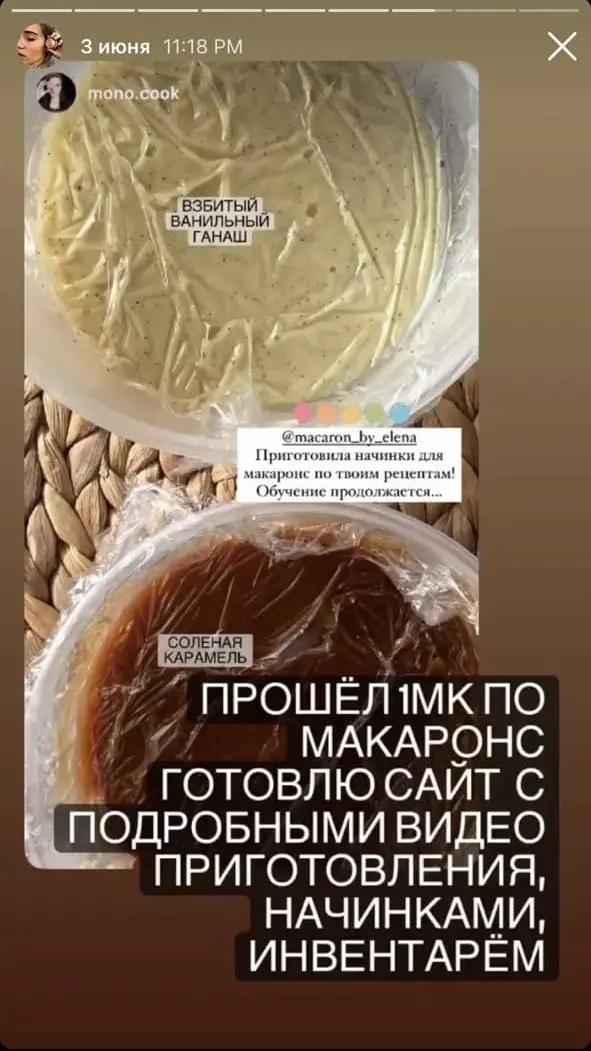 3 июня 11:18 PM
mono.cook
ВЗБИТЫЙ
ВАНИЛЬНЫЙ
ГАНАШ
@macaron_by_elena
Приготовила начинки для
макаронс по твоим рецептам!
Обучение продолжается...
СОЛЕНАЯ
КАРАМЕЛЬ
ПРОШЁЛ 1МК ПО
МАКАРОНС
ГОТОВЛЮ САЙТ С
ПОДРОБНЫМИ ВИДЕО
ПРИГОТОВЛЕНИЯ,
НАЧИНКАМИ,
ИНВЕНТАРЁМ